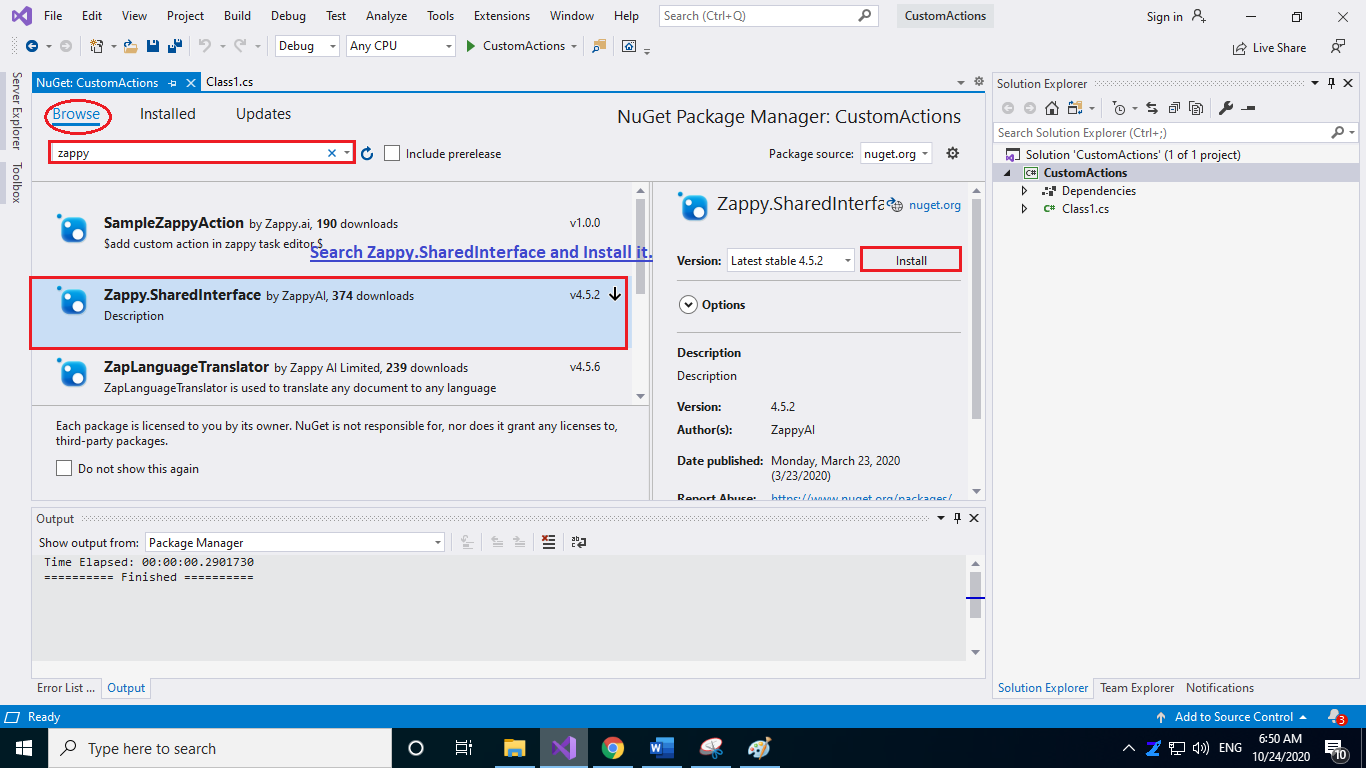 File Edit View Project Build Debug Test Analyze Tools Extensions Window Help Search (Ctrl+Q) CustomActions Sign in
Debug Any CPU CustomActions Live Share
Server Explorer
Toolbox
NuGet: CustomActions Class1.cs
Browse Installed Updates NuGet Package Manager: CustomActions
zappy Include prerelease Package source: nuget.org
SampleZappyAction by Zappy.ai, 190 downloads v1.0.0
$add custom action in zappy task editor $
Search Zappy.SharedInterface and Install it.
Zappy.SharedInterface by ZappyAI, 374 downloads v4.5.2
Description
ZapLanguageTranslator by Zappy AI Limited, 239 downloads v4.5.6
ZapLanguageTranslator is used to translate any document to any language
Each package is licensed to you by its owner. NuGet is not responsible for, nor does it grant any licenses to,
third-party packages.
Do not show this again
Zappy.SharedInterfa nuget.org
Version: Latest stable 4.5.2 Install
Options
Description
Description
Version: 4.5.2
Author(s): ZappyAI
Date published: Monday, March 23, 2020
(3/23/2020)
Report Abuse: https://www.nuget.org/packages/
Output
Show output from: Package Manager
Time Elapsed: 00:00:00.2901730
========== Finished ==========
Error List ... Output
Solution Explorer
Search Solution Explorer (Ctrl+;)
Solution 'CustomActions' (1 of 1 project)
C# CustomActions
Dependencies
C# Class1.cs
Solution Explorer Team Explorer Notifications
Ready Add to Source Control 3
Type here to search ENG 6:50 AM
10/24/2020 10